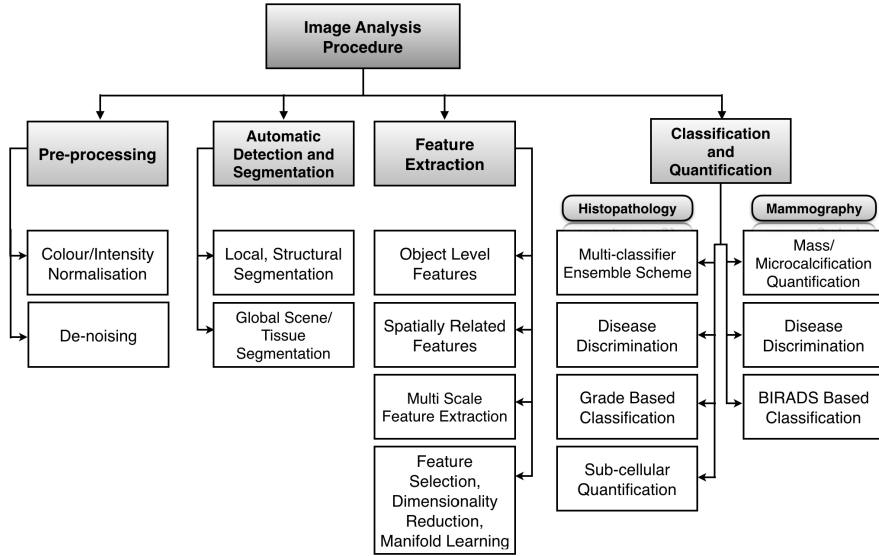 Image Analysis
Procedure
Pre-processing
Automatic
Detection and
Segmentation
Feature
Extraction
Classification
and
Quantification
Histopathology
Mammography
Colour/Intensity
Normalisation
De-noising
Local, Structural
Segmentation
Global Scene/
Tissue
Segmentation
Object Level
Features
Spatially Related
Features
Multi Scale
Feature Extraction
Feature
Selection,
Dimensionality
Reduction,
Manifold Learning
Multi-classifier
Ensemble Scheme
Disease
Discrimination
Grade Based
Classification
Sub-cellular
Quantification
Mass/
Microcalcification
Quantification
Disease
Discrimination
BIRADS Based
Classification